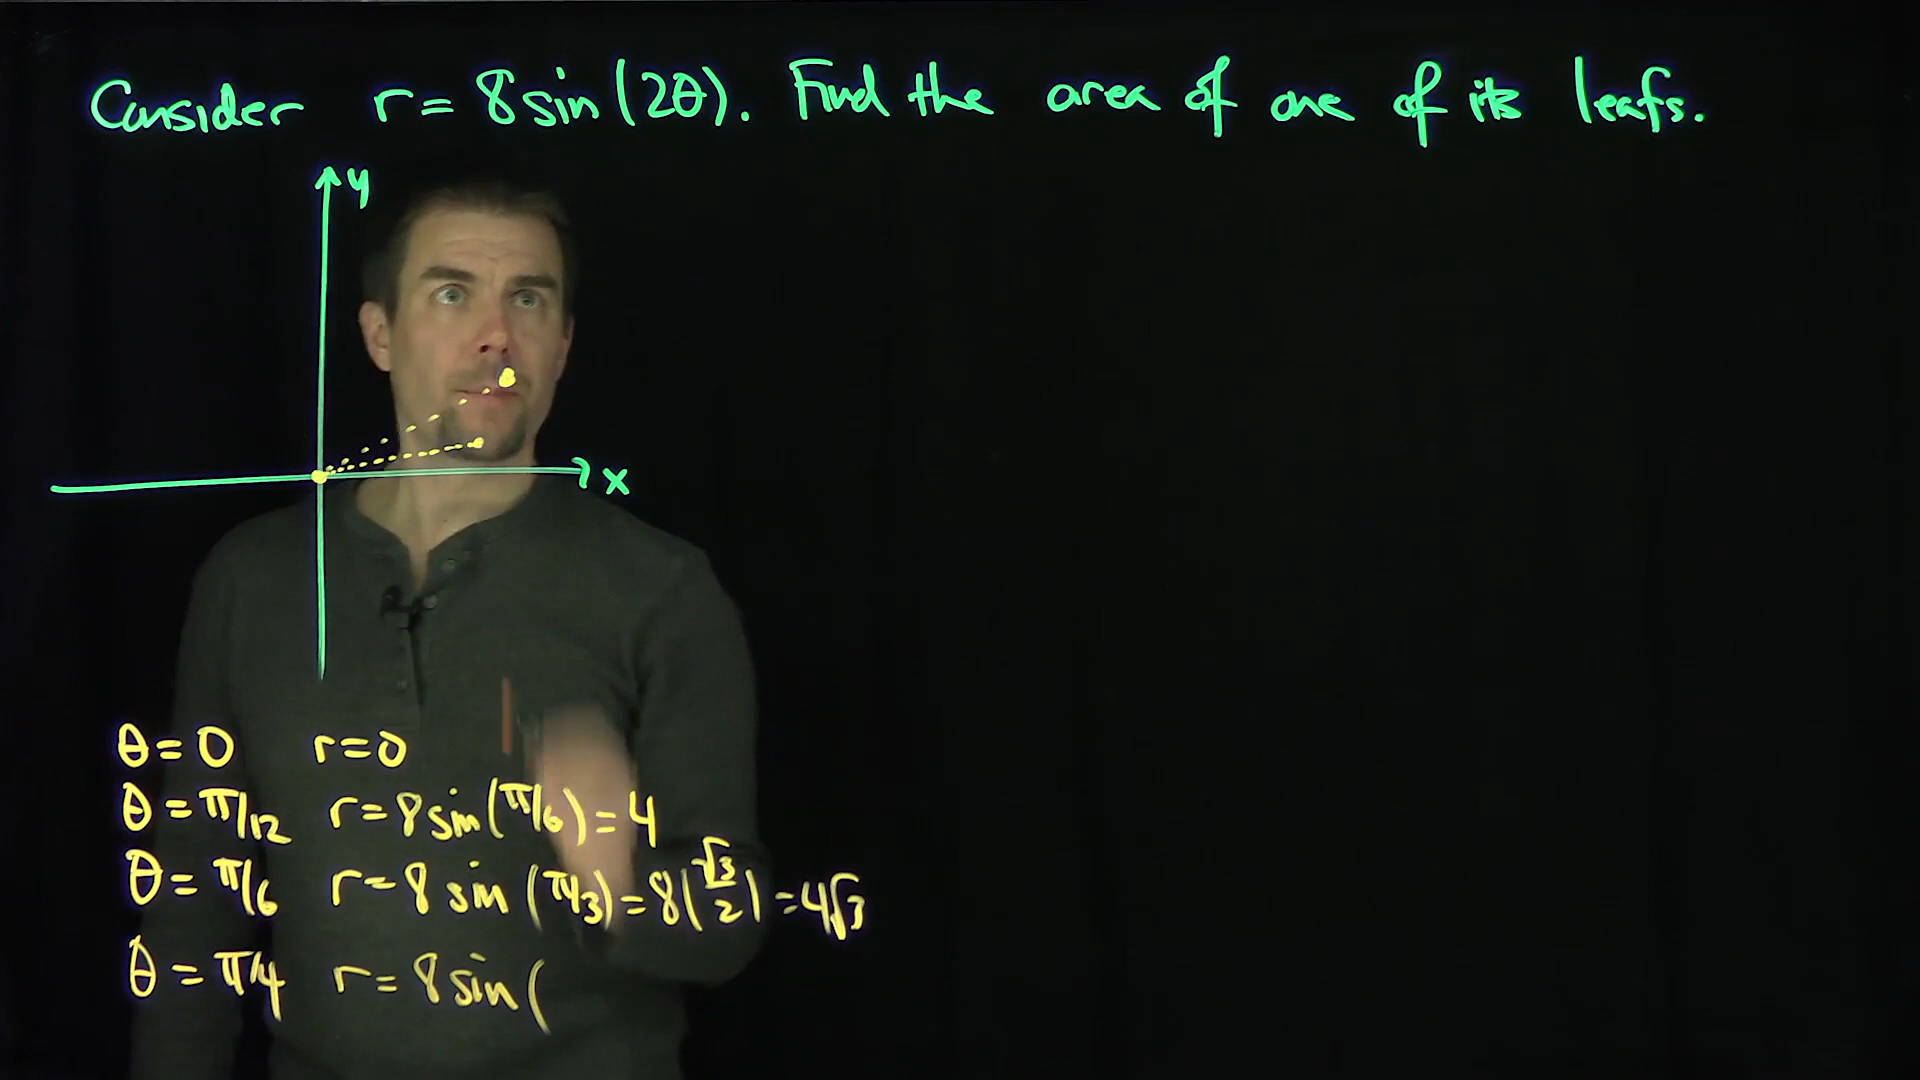 Consider r = 8 sin(2θ). Find the area of one of its leafs.
y
x
θ = 0 r = 0
θ = π/12 r = 8 sin(π/6) = 4
θ = π/6 r = 8 sin(π/3) = 8(√3/2) = 4√3
θ = π/4 r = 8 sin(